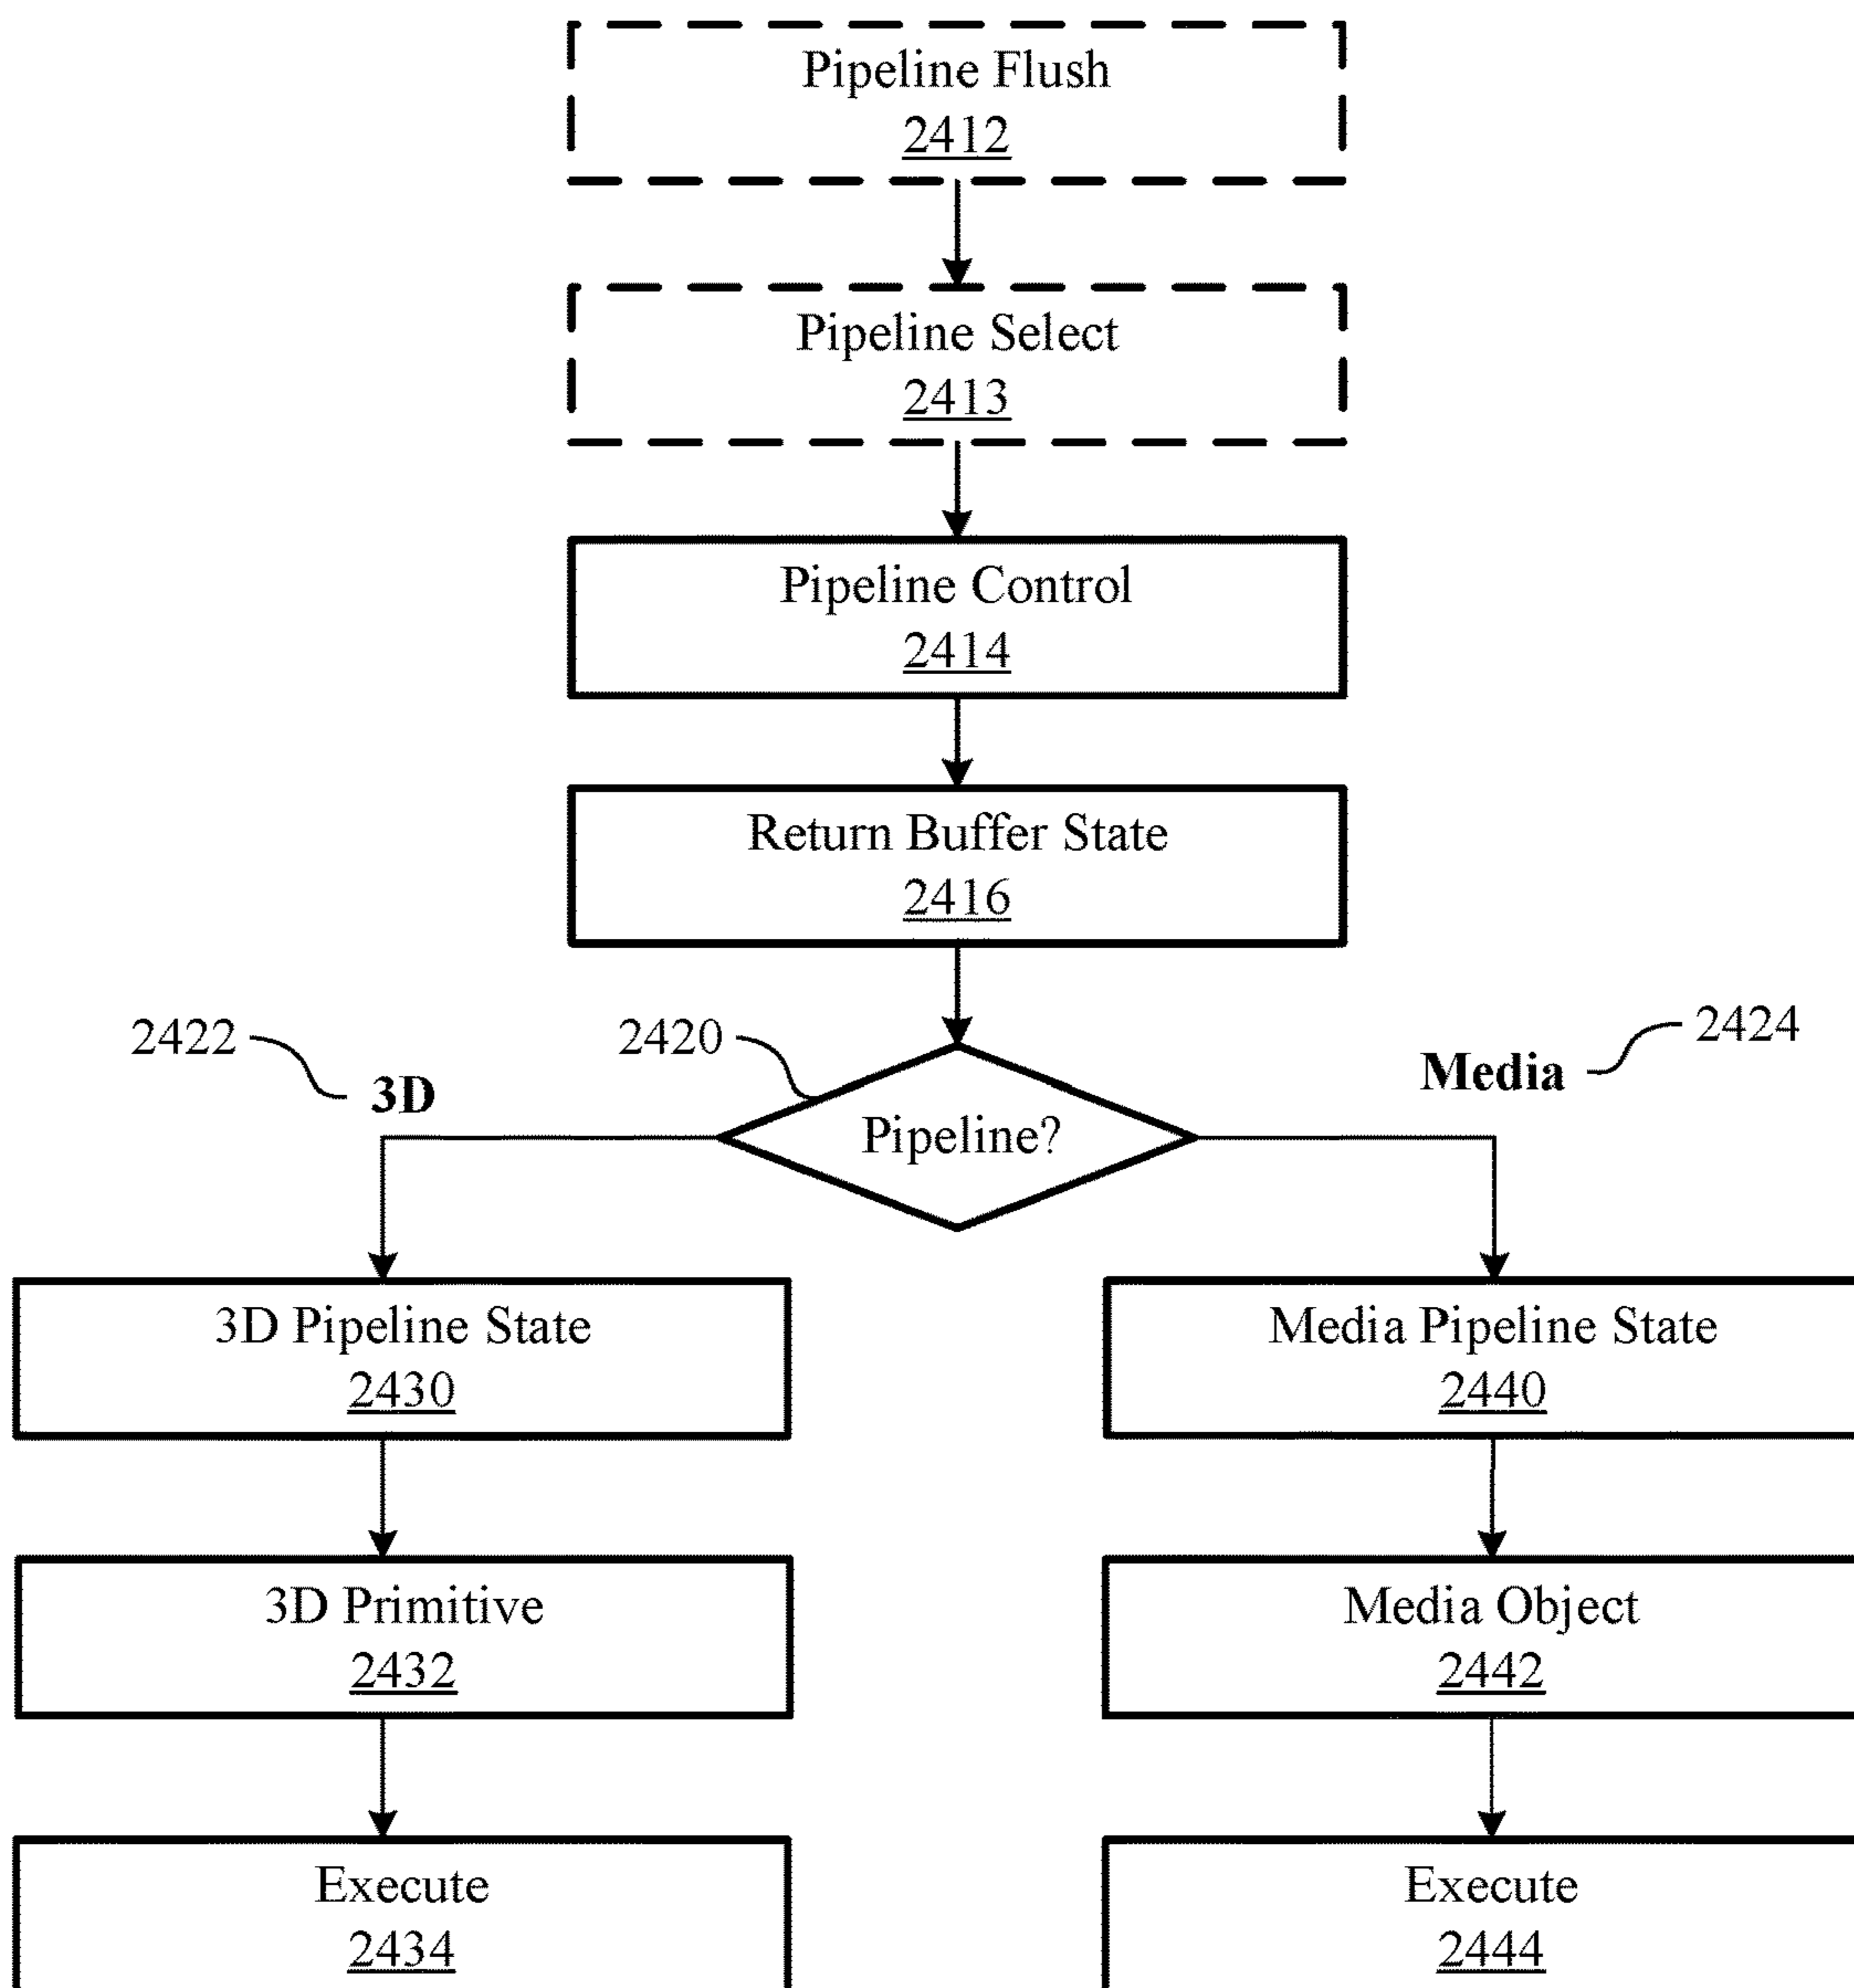 Pipeline Flush
2412
Pipeline Select
2413
Pipeline Control
2414
Return Buffer State
2416
2422
3D
2420
Pipeline?
Media
2424
3D Pipeline State
2430
Media Pipeline State
2440
3D Primitive
2432
Media Object
2442
Execute
2434
Execute
2444